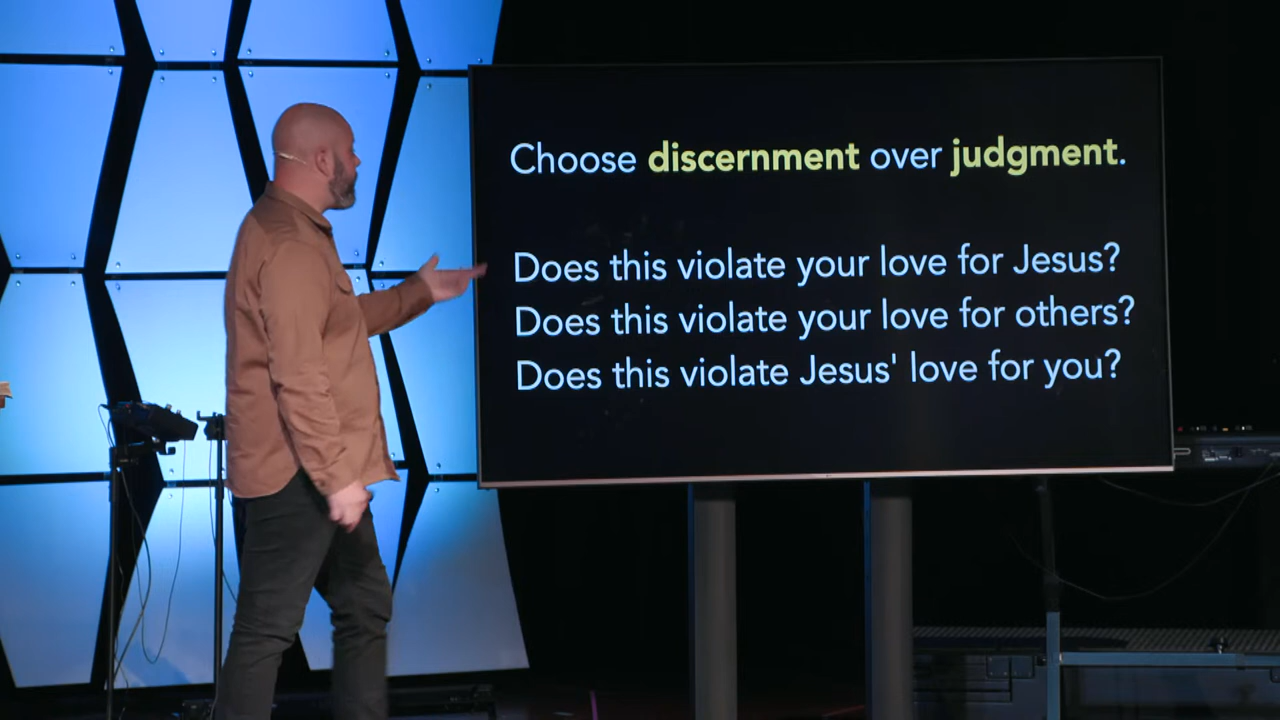 Choose discernment over judgment.
Does this violate your love for Jesus?
Does this violate your love for others?
Does this violate Jesus' love for you?